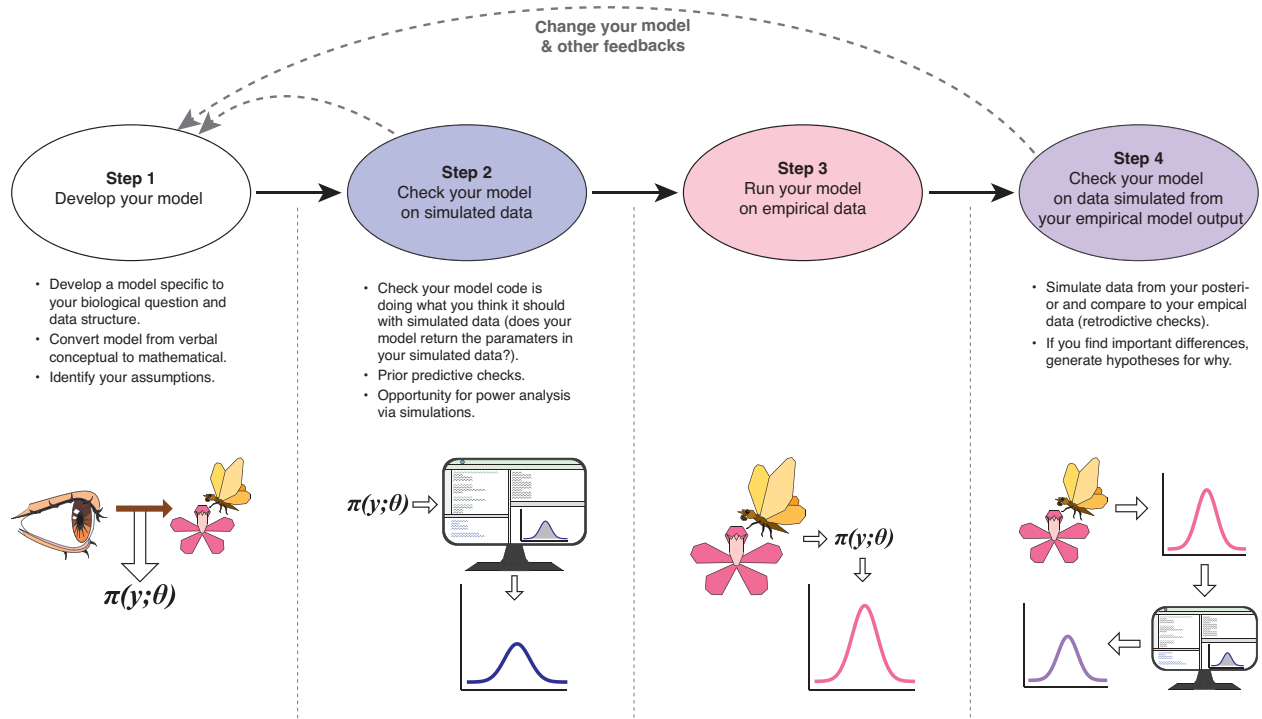 Change your model
& other feedbacks
Step 1
Develop your model
Step 2
Check your model
on simulated data
Step 3
Run your model
on empirical data
Step 4
Check your model
on data simulated from
your empirical model output
• Develop a model specific to
your biological question and
data structure.
• Convert model from verbal
conceptual to mathematical.
• Identify your assumptions.
• Check your model code is
doing what you think it should
with simulated data (does your
model return the paramaters in
your simulated data?).
• Prior predictive checks.
• Opportunity for power analysis
via simulations.
• Simulate data from your posteri-
or and compare to your empical
data (retrodictive checks).
• If you find important differences,
generate hypotheses for why.
π(y;θ)
π(y;θ)
π(y;θ)